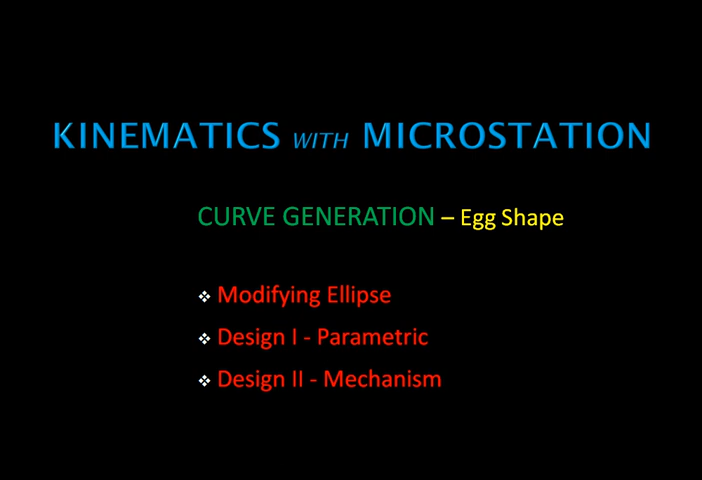 KINEMATICS WITH MICROSTATION
CURVE GENERATION – Egg Shape
❖ Modifying Ellipse
❖ Design I - Parametric
❖ Design II - Mechanism